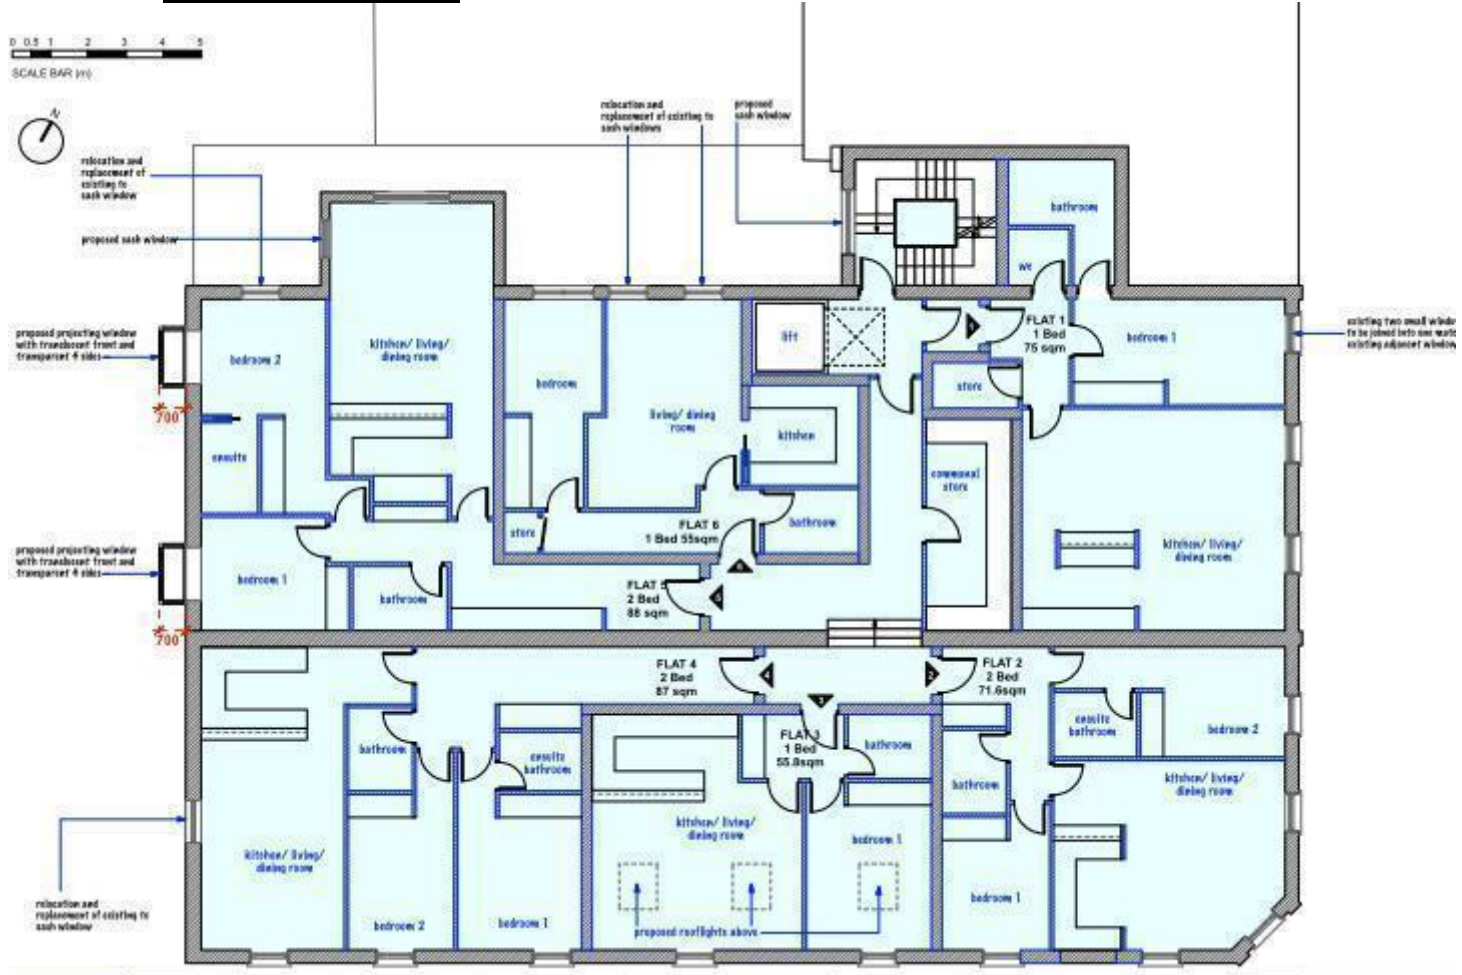 0 0.5 1 2 3 4 5
SCALE BAR (m)
N
relocation and
replacement of
existing to
sash window
proposed sash window
relocation and
replacement of existing to
sash windows
proposed
sash window
proposed projecting window
with translucent front and
transparent 4 sides
700
proposed projecting window
with translucent front and
transparent 4 sides
700
existing two small
to be joined into one
existing adjacent
bedroom 2
kitchen/ living/
dining room
ensuite
bedroom 1
bathroom
FLAT 5
2 Bed
88 sqm
5
bedroom
living/ dining
room
kitchen
store
FLAT 6
1 Bed 55sqm
bathroom
6
lift
bathroom
wc
1
FLAT 1
1 Bed
75 sqm
bedroom 1
store
communal
store
kitchen/ living/
dining room
FLAT 4
2 Bed
87 sqm
4
3
2
FLAT 2
2 Bed
71.6sqm
bathroom
ensuite
bathroom
kitchen/ living/
dining room
bedroom 2
bedroom 1
FLAT 3
1 Bed
55.8sqm
bathroom
kitchen/ living/
dining room
bedroom 1
proposed rooflights above
ensuite
bathroom
bedroom 2
bathroom
kitchen/ living/
dining room
bedroom 1
relocation and
replacement of existing to
sash window